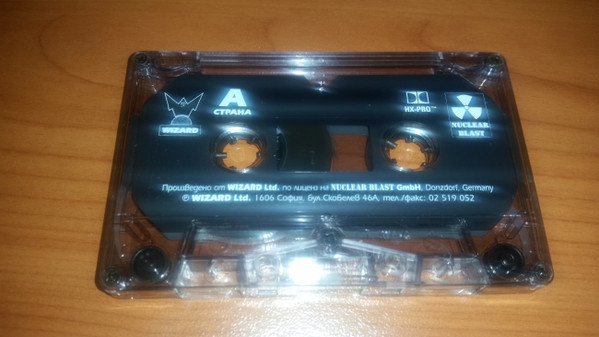 A
СТРАНА
WIZARD
HX-PRO™
NUCLEAR
BLAST
Произведено от WIZARD Ltd. по лиценз на NUCLEAR BLAST GmbH, Donzdorf, Germany
© WIZARD Ltd. 1606 София, бул.Скобелев 46А, тел./факс: 02 519 052